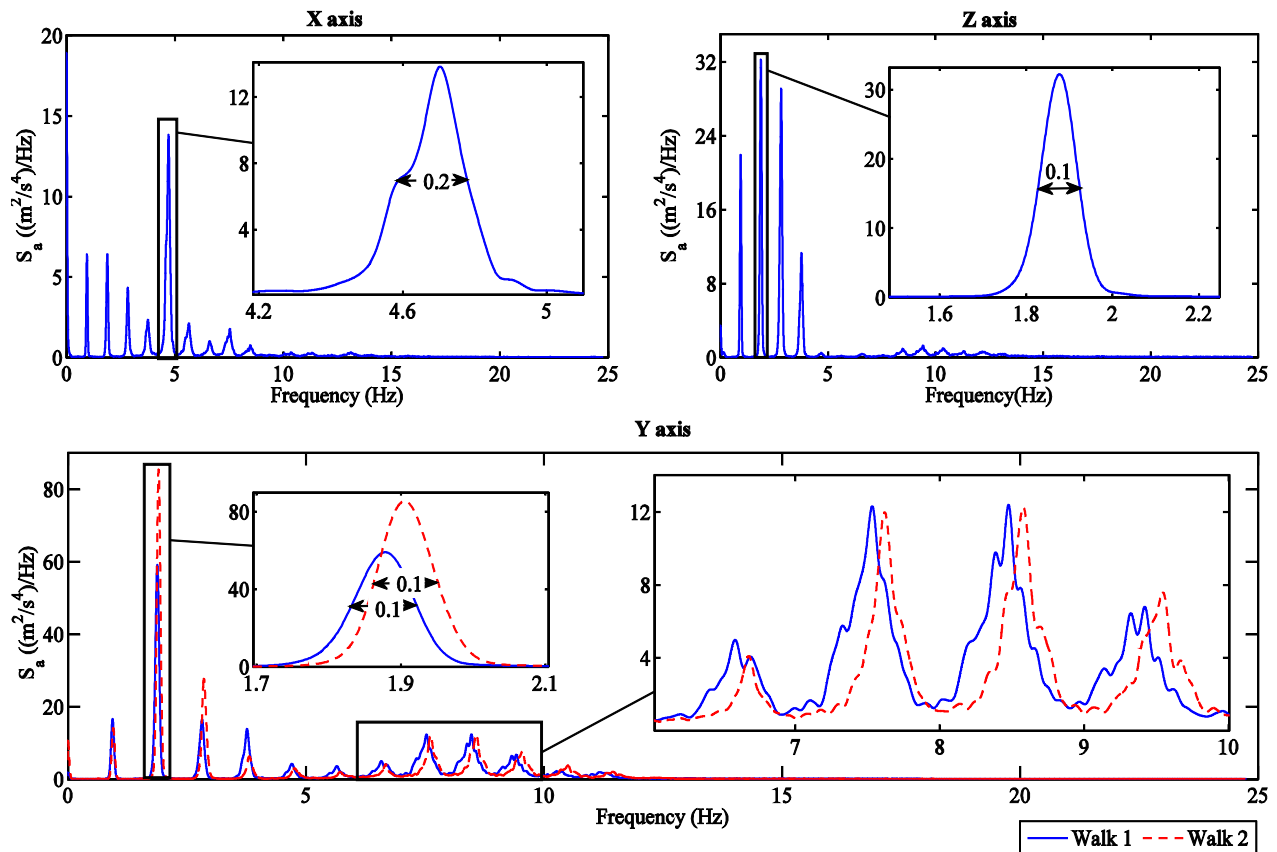 X axis
S_a ((m²/s⁴)/Hz)
20
15
10
5
0
12
8
4
4.2 4.6 5
0.2
0 5 10 15 20 25
Frequency (Hz)
Z axis
S_a ((m²/s⁴)/Hz)
32
24
16
8
0
30
20
10
0
1.6 1.8 2 2.2
0.1
0 5 10 15 20 25
Frequency(Hz)
Y axis
S_a ((m²/s⁴)/Hz)
80
60
40
20
0
80
40
0
1.7 1.9 2.1
0.1
0.1
12
8
4
7 8 9 10
0 5 10 15 20 25
Frequency (Hz)
Walk 1 Walk 2